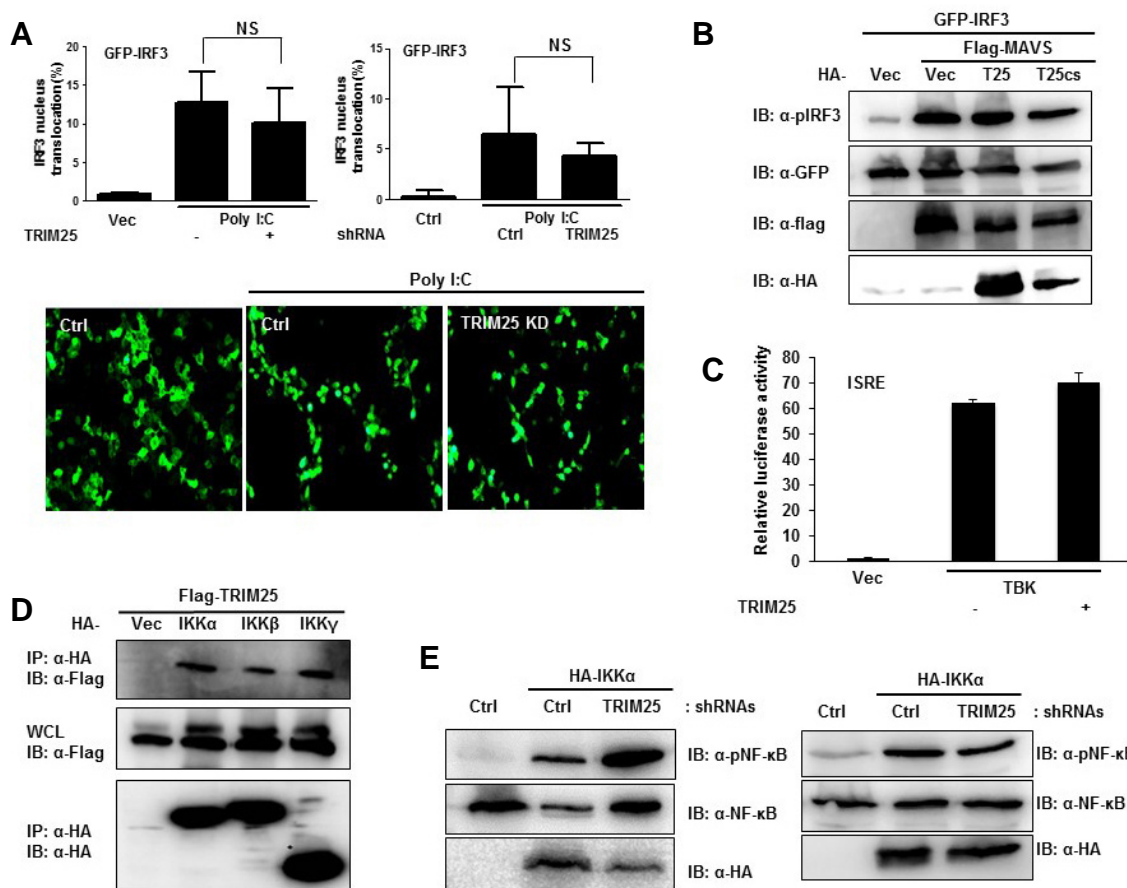 A
GFP-IRF3
NS
IRF3 nucleus translocation(%)
20
15
10
5
0
Vec
Poly I:C
TRIM25
-
+
GFP-IRF3
NS
IRF3 nucleus translocation(%)
15
10
5
0
Ctrl
Poly I:C
shRNA
Ctrl
TRIM25
Poly I:C
Ctrl
Ctrl
TRIM25 KD
B
GFP-IRF3
Flag-MAVS
HA- Vec Vec T25 T25cs
IB: α-pIRF3
IB: α-GFP
IB: α-flag
IB: α-HA
C
Relative luciferase activity
ISRE
80
70
60
50
40
30
20
10
0
Vec
TBK
TRIM25
-
+
D
Flag-TRIM25
HA- Vec IKKα IKKβ IKKγ
IP: α-HA
IB: α-Flag
WCL
IB: α-Flag
IP: α-HA
IB: α-HA
E
HA-IKKα
Ctrl Ctrl TRIM25 : shRNAs
IB: α-pNF-κB
IB: α-NF-κB
IB: α-HA
HA-IKKα
Ctrl Ctrl TRIM25 : shRNAs
IB: α-pNF-κI
IB: α-NF-κB
IB: α-HA